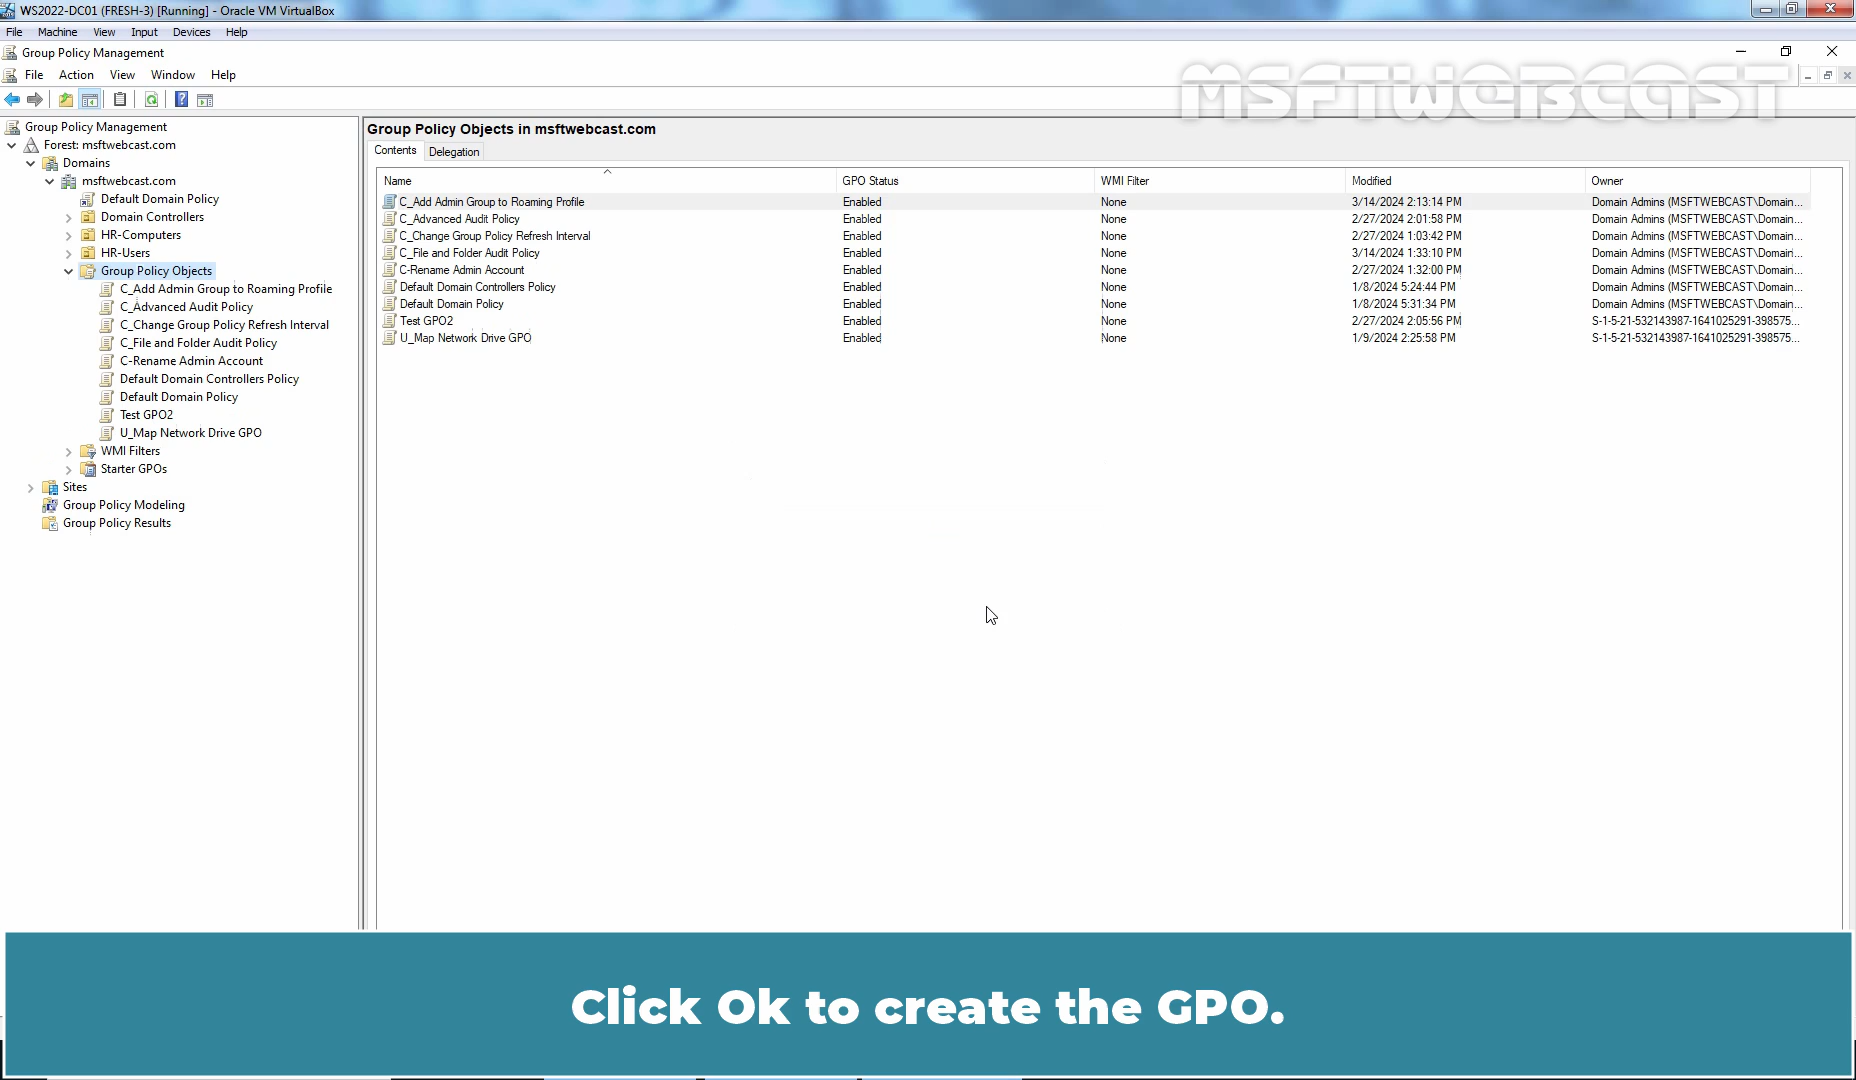 WS2022-DC01 (FRESH-3) [Running] - Oracle VM VirtualBox
File Machine View Input Devices Help
Group Policy Management
File Action View Window Help
MSFTWEBCAST
Group Policy Management
Forest: msftwebcast.com
Domains
msftwebcast.com
Default Domain Policy
Domain Controllers
HR-Computers
HR-Users
Group Policy Objects
C_Add Admin Group to Roaming Profile
C_Advanced Audit Policy
C_Change Group Policy Refresh Interval
C_File and Folder Audit Policy
C-Rename Admin Account
Default Domain Controllers Policy
Default Domain Policy
Test GPO2
U_Map Network Drive GPO
WMI Filters
Starter GPOs
Sites
Group Policy Modeling
Group Policy Results
Group Policy Objects in msftwebcast.com
Contents Delegation
Name GPO Status WMI Filter Modified Owner
C_Add Admin Group to Roaming Profile Enabled None 3/14/2024 2:13:14 PM Domain Admins (MSFTWEBCAST\Domain...
C_Advanced Audit Policy Enabled None 2/27/2024 2:01:58 PM Domain Admins (MSFTWEBCAST\Domain...
C_Change Group Policy Refresh Interval Enabled None 2/27/2024 1:03:42 PM Domain Admins (MSFTWEBCAST\Domain...
C_File and Folder Audit Policy Enabled None 3/14/2024 1:33:10 PM Domain Admins (MSFTWEBCAST\Domain...
C-Rename Admin Account Enabled None 2/27/2024 1:32:00 PM Domain Admins (MSFTWEBCAST\Domain...
Default Domain Controllers Policy Enabled None 1/8/2024 5:24:44 PM Domain Admins (MSFTWEBCAST\Domain...
Default Domain Policy Enabled None 1/8/2024 5:31:34 PM Domain Admins (MSFTWEBCAST\Domain...
Test GPO2 Enabled None 2/27/2024 2:05:56 PM S-1-5-21-532143987-1641025291-398575...
U_Map Network Drive GPO Enabled None 1/9/2024 2:25:58 PM S-1-5-21-532143987-1641025291-398575...
Click Ok to create the GPO.